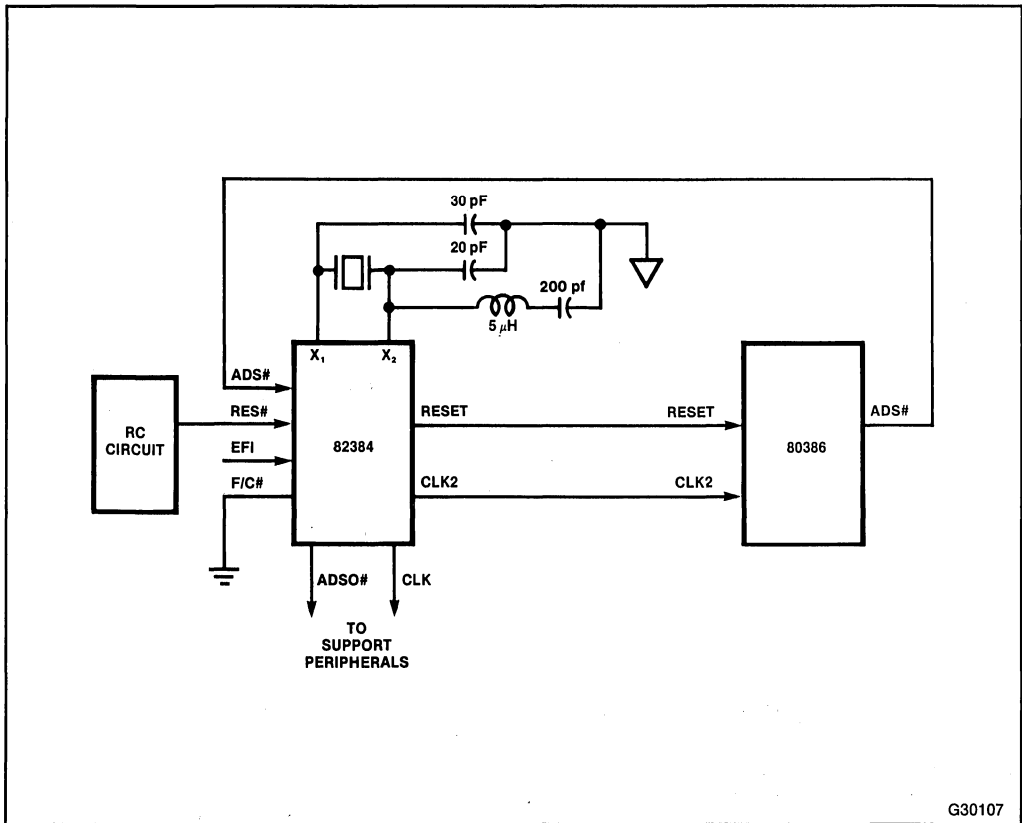 30 pF
20 pF
200 pf
5 μH
X₁ X₂
ADS#
RES#
EFI
F/C#
RC
CIRCUIT
82384
RESET
CLK2
RESET
CLK2
80386
ADS#
ADSO#
CLK
TO
SUPPORT
PERIPHERALS
G30107